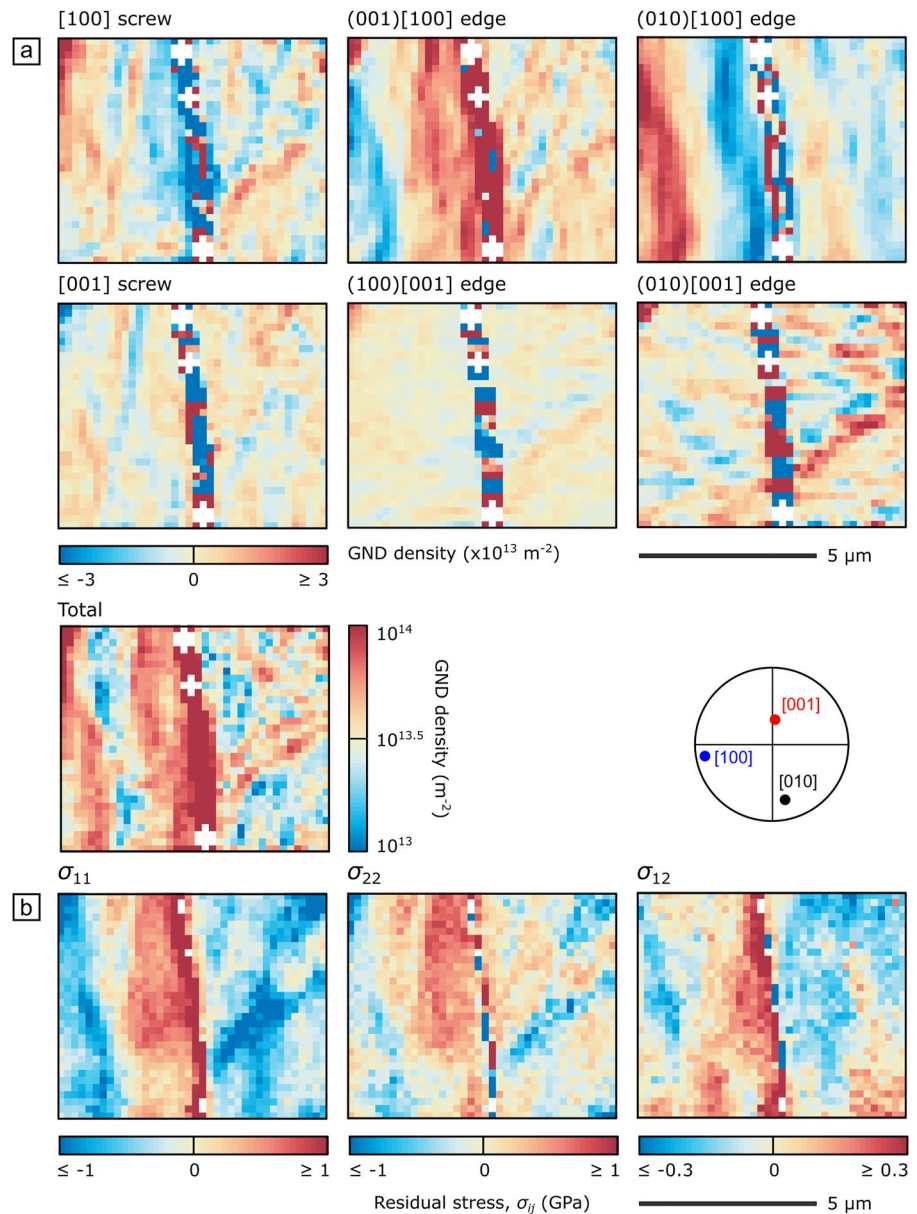 [100] screw (001)[100] edge (010)[100] edge
a
[001] screw (100)[001] edge (010)[001] edge
GND density (x10¹³ m⁻²)
≤ -3 0 ≥ 3 5 µm
Total
10¹⁴
10¹³·⁵
10¹³
GND density (m⁻²)
[001]
[100]
[010]
σ₁₁ σ₂₂ σ₁₂
b
≤ -1 0 ≥ 1 ≤ -1 0 ≥ 1 ≤ -0.3 0 ≥ 0.3
Residual stress, σᵢⱼ (GPa) 5 µm